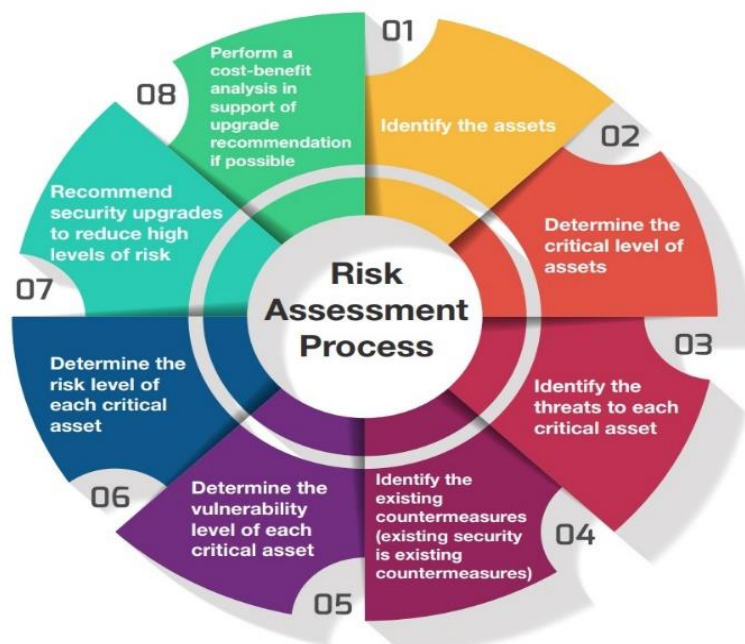 Risk
Assessment
Process
01
Identify the assets
02
Determine the
critical level of
assets
03
Identify the
threats to each
critical asset
04
Identify the
existing
countermeasures
(existing security
is existing
countermeasures)
05
Determine the
vulnerability
level of each
critical asset
06
Determine the
risk level of
each critical
asset
07
Recommend
security upgrades
to reduce high
levels of risk
08
Perform a
cost-benefit
analysis in
support of
upgrade
recommendation
if possible